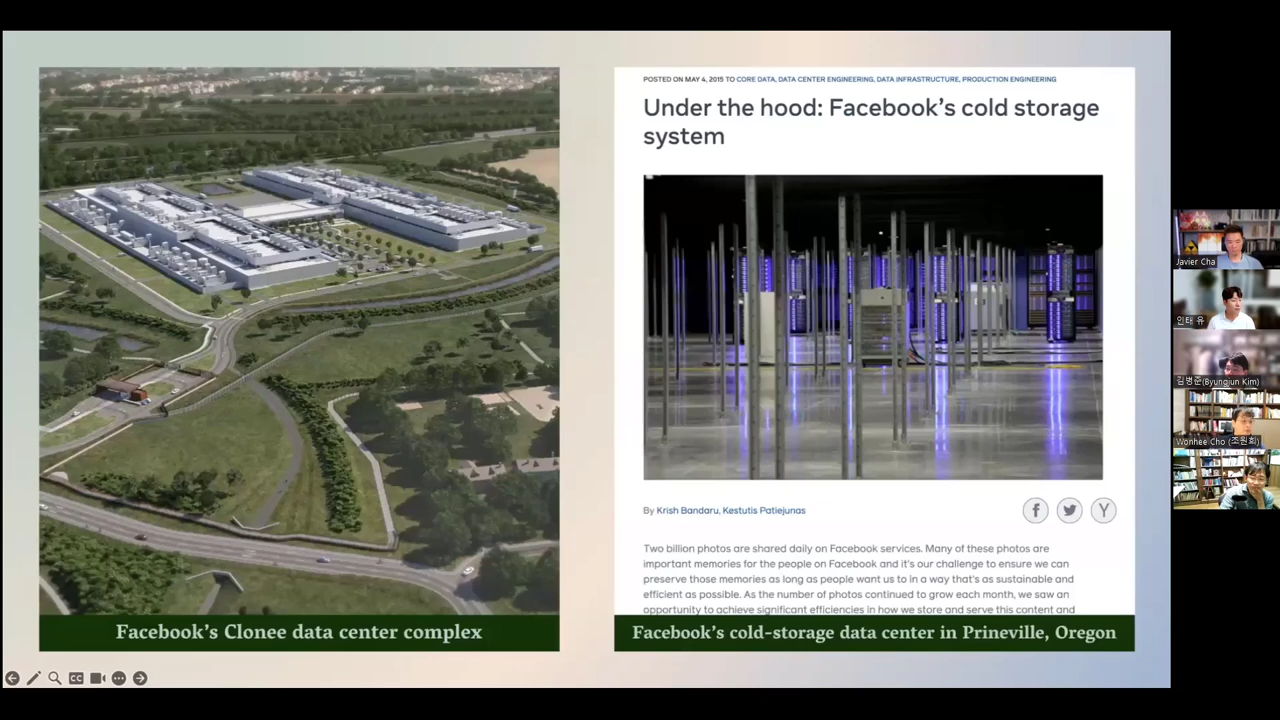 Facebook's Clonee data center complex
POSTED ON MAY 4, 2015 TO CORE DATA, DATA CENTER ENGINEERING, DATA INFRASTRUCTURE, PRODUCTION ENGINEERING
Under the hood: Facebook's cold storage
system
By Krish Bandaru, Kestutis Patiejunas
Two billion photos are shared daily on Facebook services. Many of these photos are
important memories for the people on Facebook and it's our challenge to ensure we can
preserve those memories as long as people want us to in a way that's as sustainable and
efficient as possible. As the number of photos continued to grow each month, we saw an
opportunity to achieve significant efficiencies in how we store and serve this content and
Facebook's cold-storage data center in Prineville, Oregon
CC
Javier Cha
인태 유
김병준(Byungjun Kim)
Wonhee Cho (조원희)